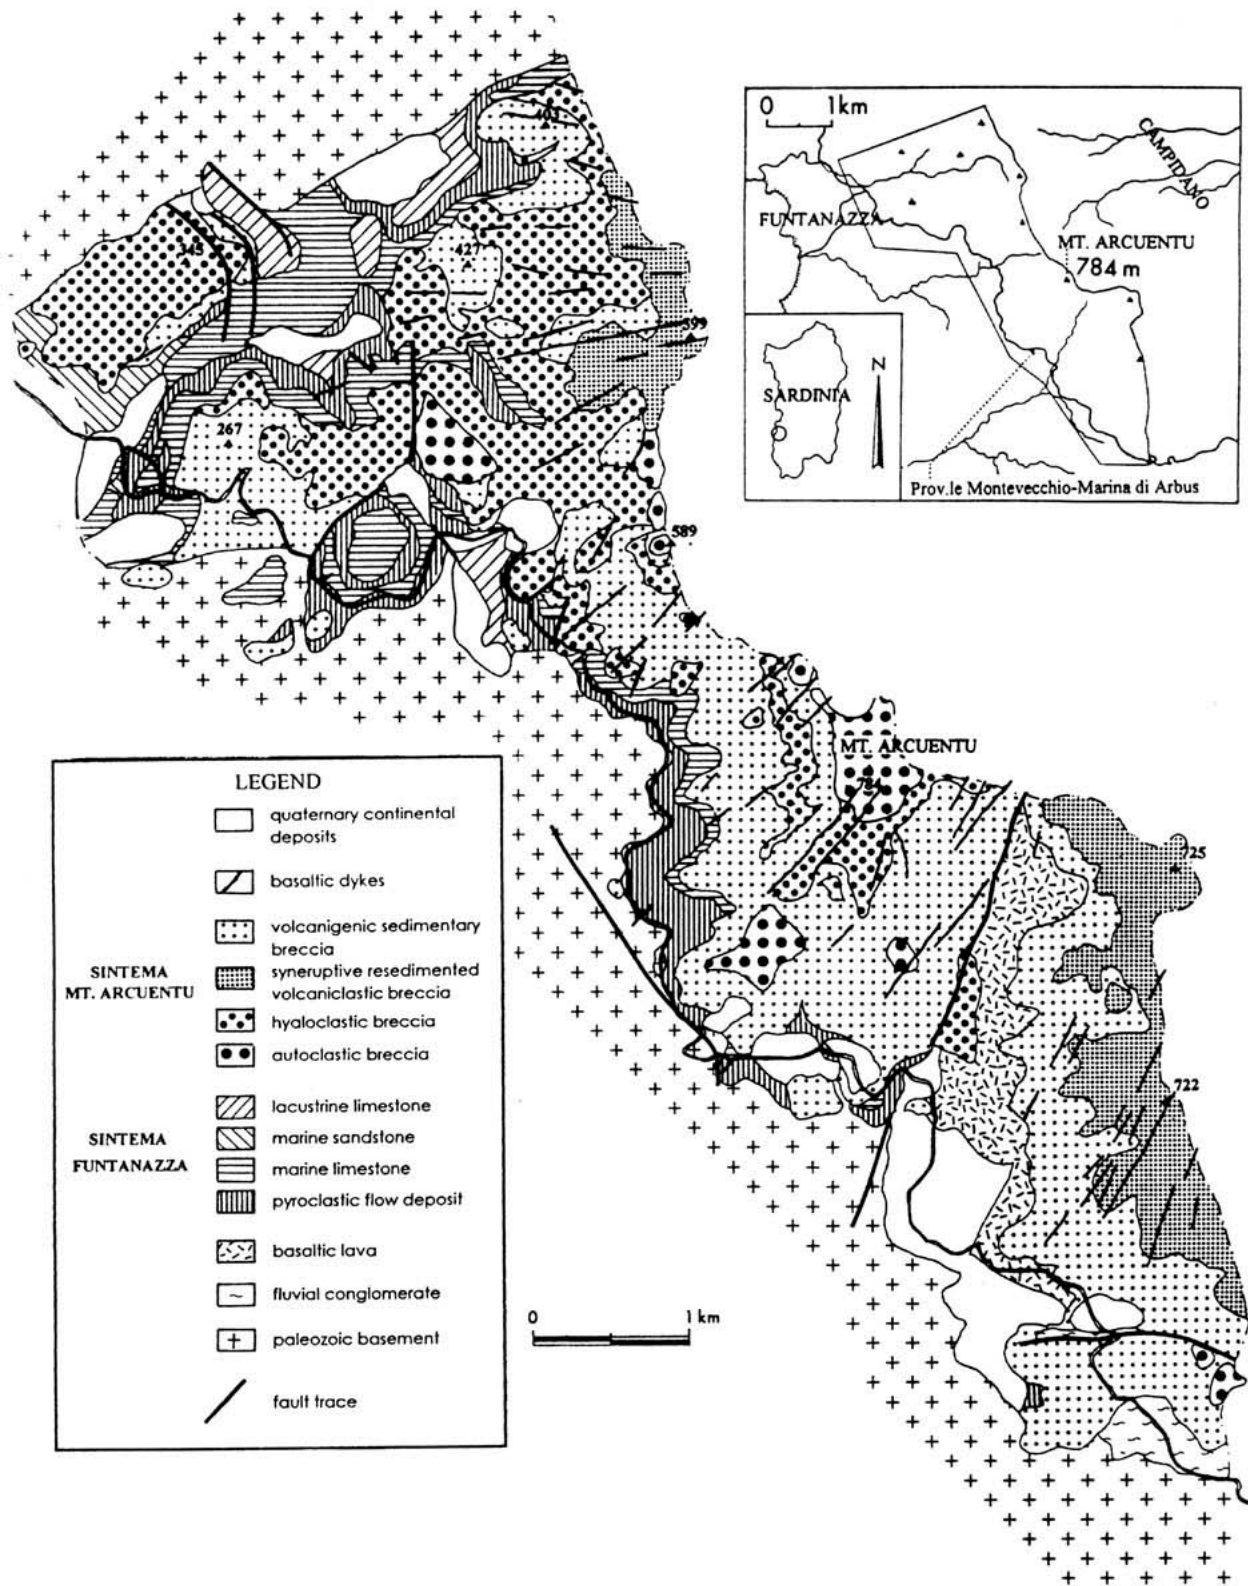 403
345
427
599
267
589
MT. ARCUENTU
784
725
722
0 1km
CAMPIDANO
FUNTANAZZA
MT. ARCUENTU
784 m
SARDINIA
N
Prov.le Montevecchio-Marina di Arbus
LEGEND
quaternary continental
deposits
basaltic dykes
volcanigenic sedimentary
breccia
SINTEMA
MT. ARCUENTU
syneruptive resedimented
volcaniclastic breccia
hyaloclastic breccia
autoclastic breccia
lacustrine limestone
SINTEMA
FUNTANAZZA
marine sandstone
marine limestone
pyroclastic flow deposit
basaltic lava
fluvial conglomerate
paleozoic basement
fault trace
0 1 km